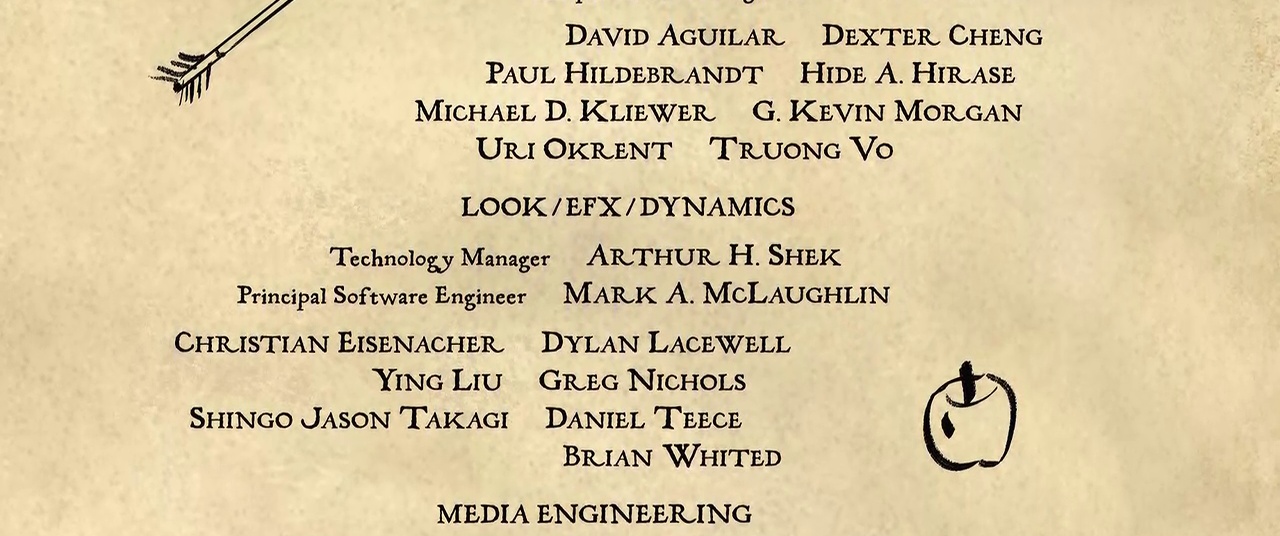 David Aguilar Dexter Cheng
Paul Hildebrandt Hide A. Hirase
Michael D. Kliewer G. Kevin Morgan
Uri Okrent Truong Vo
LOOK/EFX/DYNAMICS
Technology Manager Arthur H. Shek
Principal Software Engineer Mark A. McLaughlin
Christian Eisenacher Dylan Lacewell
Ying Liu Greg Nichols
Shingo Jason Takagi Daniel Teece
Brian Whited
MEDIA ENGINEERING